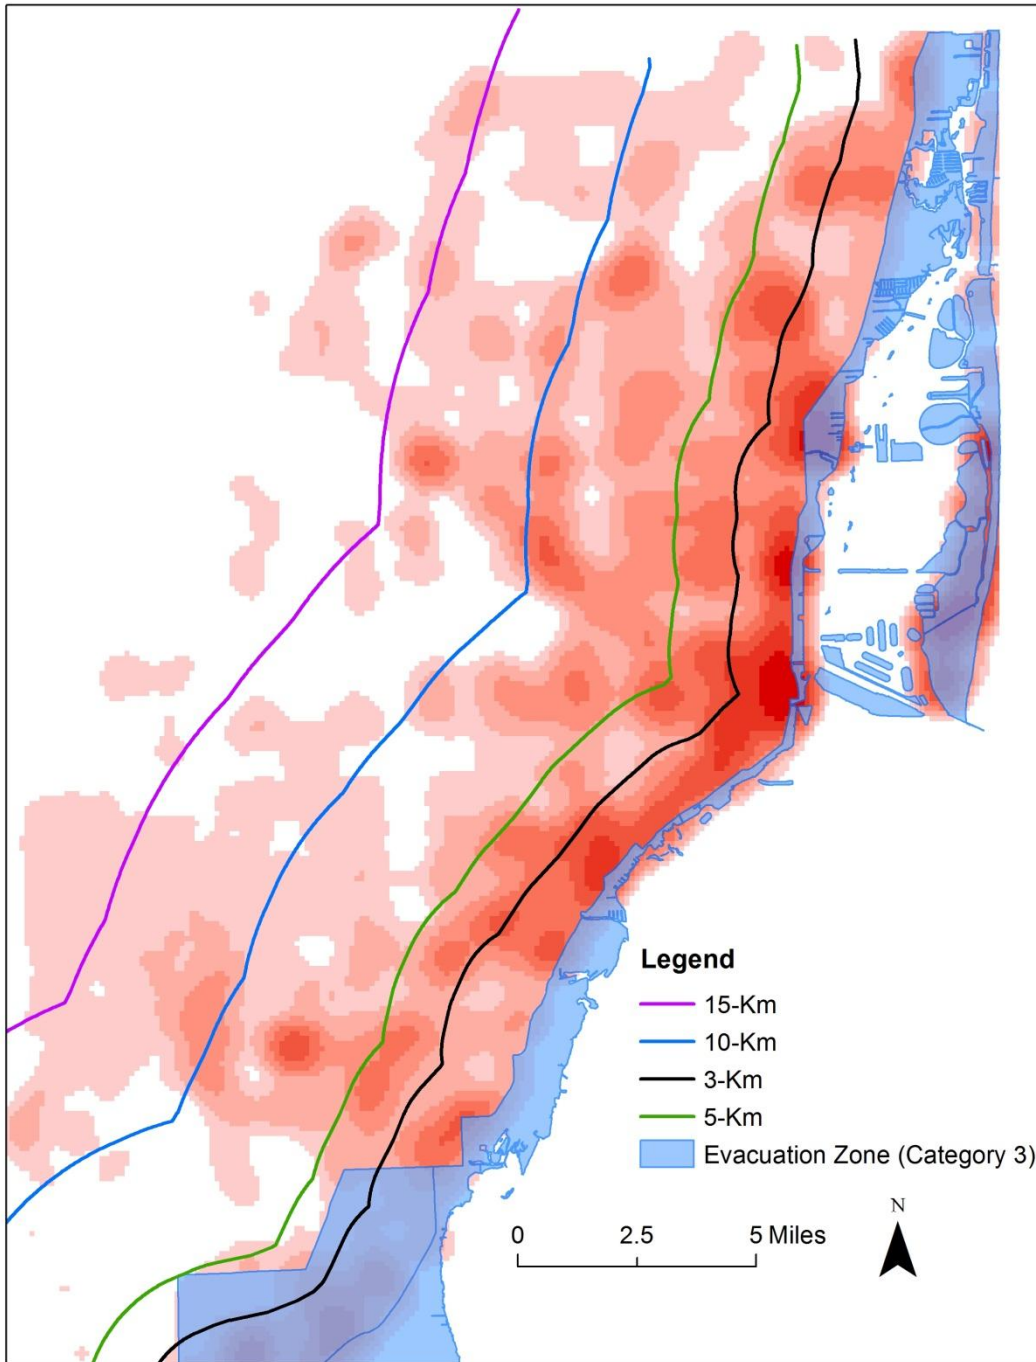 Legend
15-Km
10-Km
3-Km
5-Km
Evacuation Zone (Category 3)
N
0 2.5 5 Miles